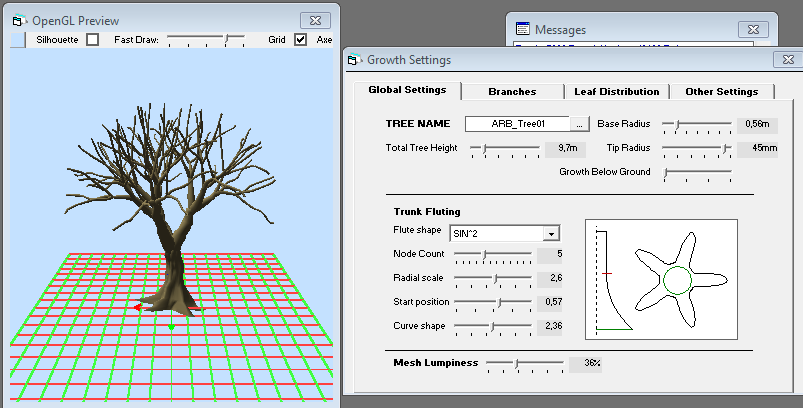 OpenGL Preview
Silhouette Fast Draw: Grid Axe
Messages
Growth Settings
Global Settings Branches Leaf Distribution Other Settings
TREE NAME ARB_Tree01 ... Base Radius 0,56m
Total Tree Height 9,7m Tip Radius 45mm
Growth Below Ground
Trunk Fluting
Flute shape SIN^2
Node Count 5
Radial scale 2,6
Start position 0,57
Curve shape 2,36
Mesh Lumpiness 36%